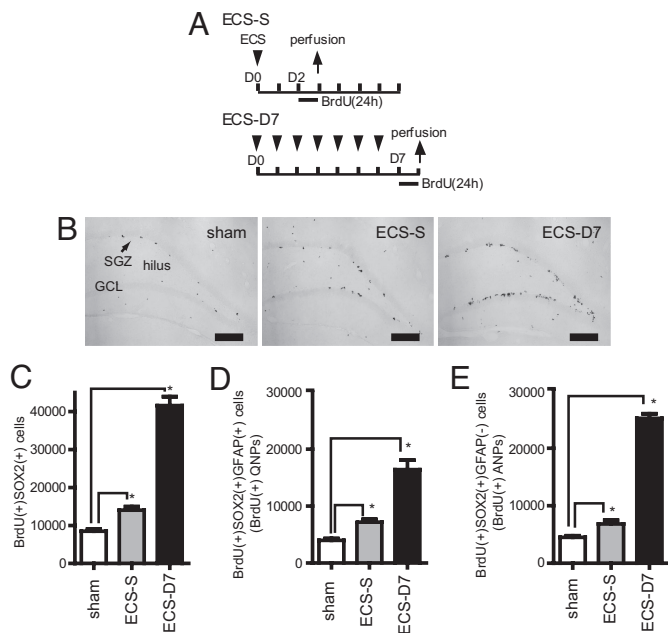 A
ECS-S
ECS
perfusion
D0
D2
BrdU(24h)
ECS-D7
perfusion
D0
D7
BrdU(24h)
B
sham
ECS-S
ECS-D7
SGZ
hilus
GCL
C
BrdU(+)SOX2(+) cells
40000
30000
20000
10000
0
*
*
sham
ECS-S
ECS-D7
D
BrdU(+)SOX2(+)GFAP(+) cells
(BrdU(+) QNPs)
30000
20000
10000
0
*
*
sham
ECS-S
ECS-D7
E
BrdU(+)SOX2(+)GFAP(-) cells
(BrdU(+) ANPs)
30000
20000
10000
0
*
*
sham
ECS-S
ECS-D7